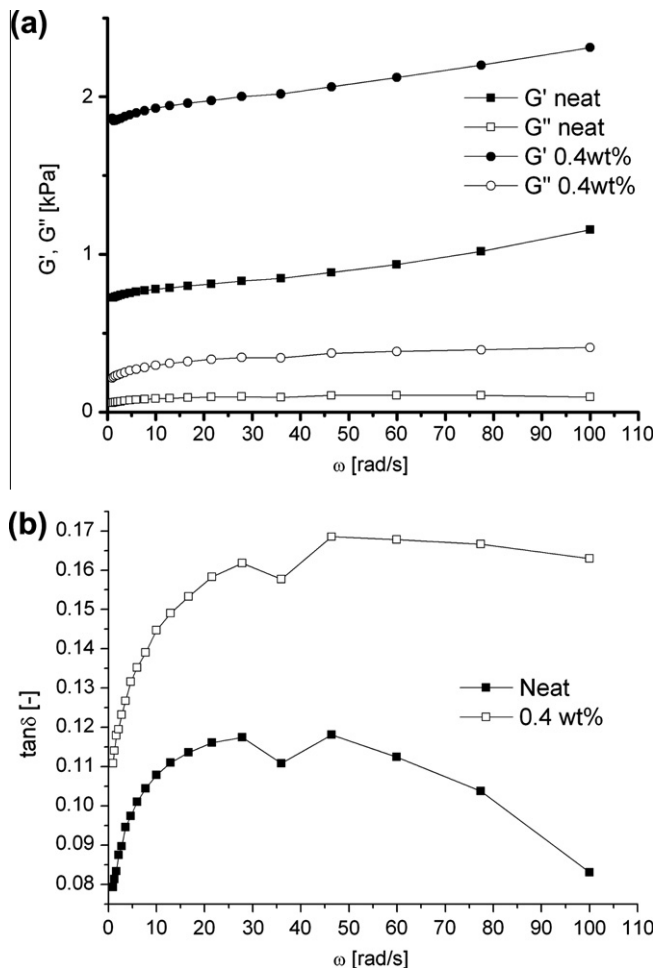 (a)
G', G'' [kPa]
2
1
0
G' neat
G'' neat
G' 0.4wt%
G'' 0.4wt%
0 10 20 30 40 50 60 70 80 90 100 110
ω [rad/s]
(b)
tanδ [-]
0.17
0.16
0.15
0.14
0.13
0.12
0.11
0.10
0.09
0.08
Neat
0.4 wt%
0 10 20 30 40 50 60 70 80 90 100 110
ω [rad/s]